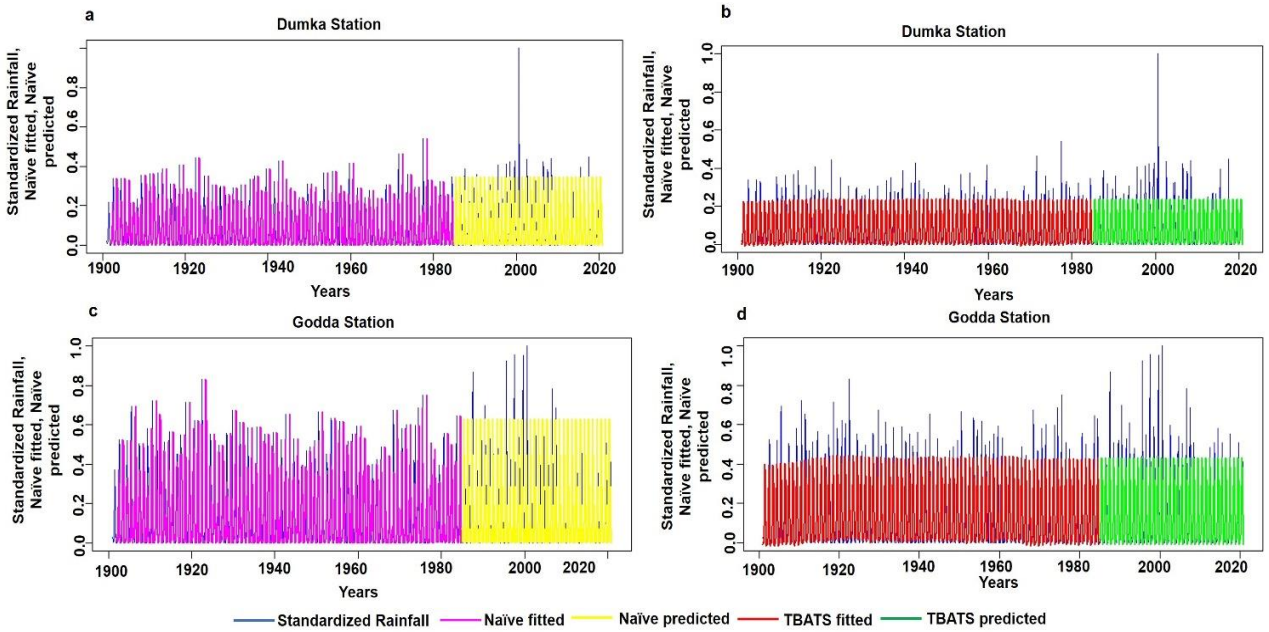 a
Dumka Station
Standardized Rainfall,
Naïve fitted, Naïve
predicted
0.0 0.2 0.4 0.6 0.8
1900 1920 1940 1960 1980 2000 2020
Years
b
Dumka Station
Standardized Rainfall,
Naïve fitted, Naïve
predicted
0.0 0.2 0.4 0.6 0.8 1.0
1900 1920 1940 1960 1980 2000 2020
Years
c
Godda Station
Standardized Rainfall,
Naïve fitted, Naïve
predicted
0.0 0.2 0.4 0.6 0.8 1.0
1900 1920 1940 1960 1980 2000 2020
Years
d
Godda Station
Standardized Rainfall,
Naïve fitted, Naïve
predicted
0.0 0.2 0.4 0.6 0.8 1.0
1900 1920 1940 1960 1980 2000 2020
Years
Standardized Rainfall Naïve fitted Naïve predicted TBATS fitted TBATS predicted